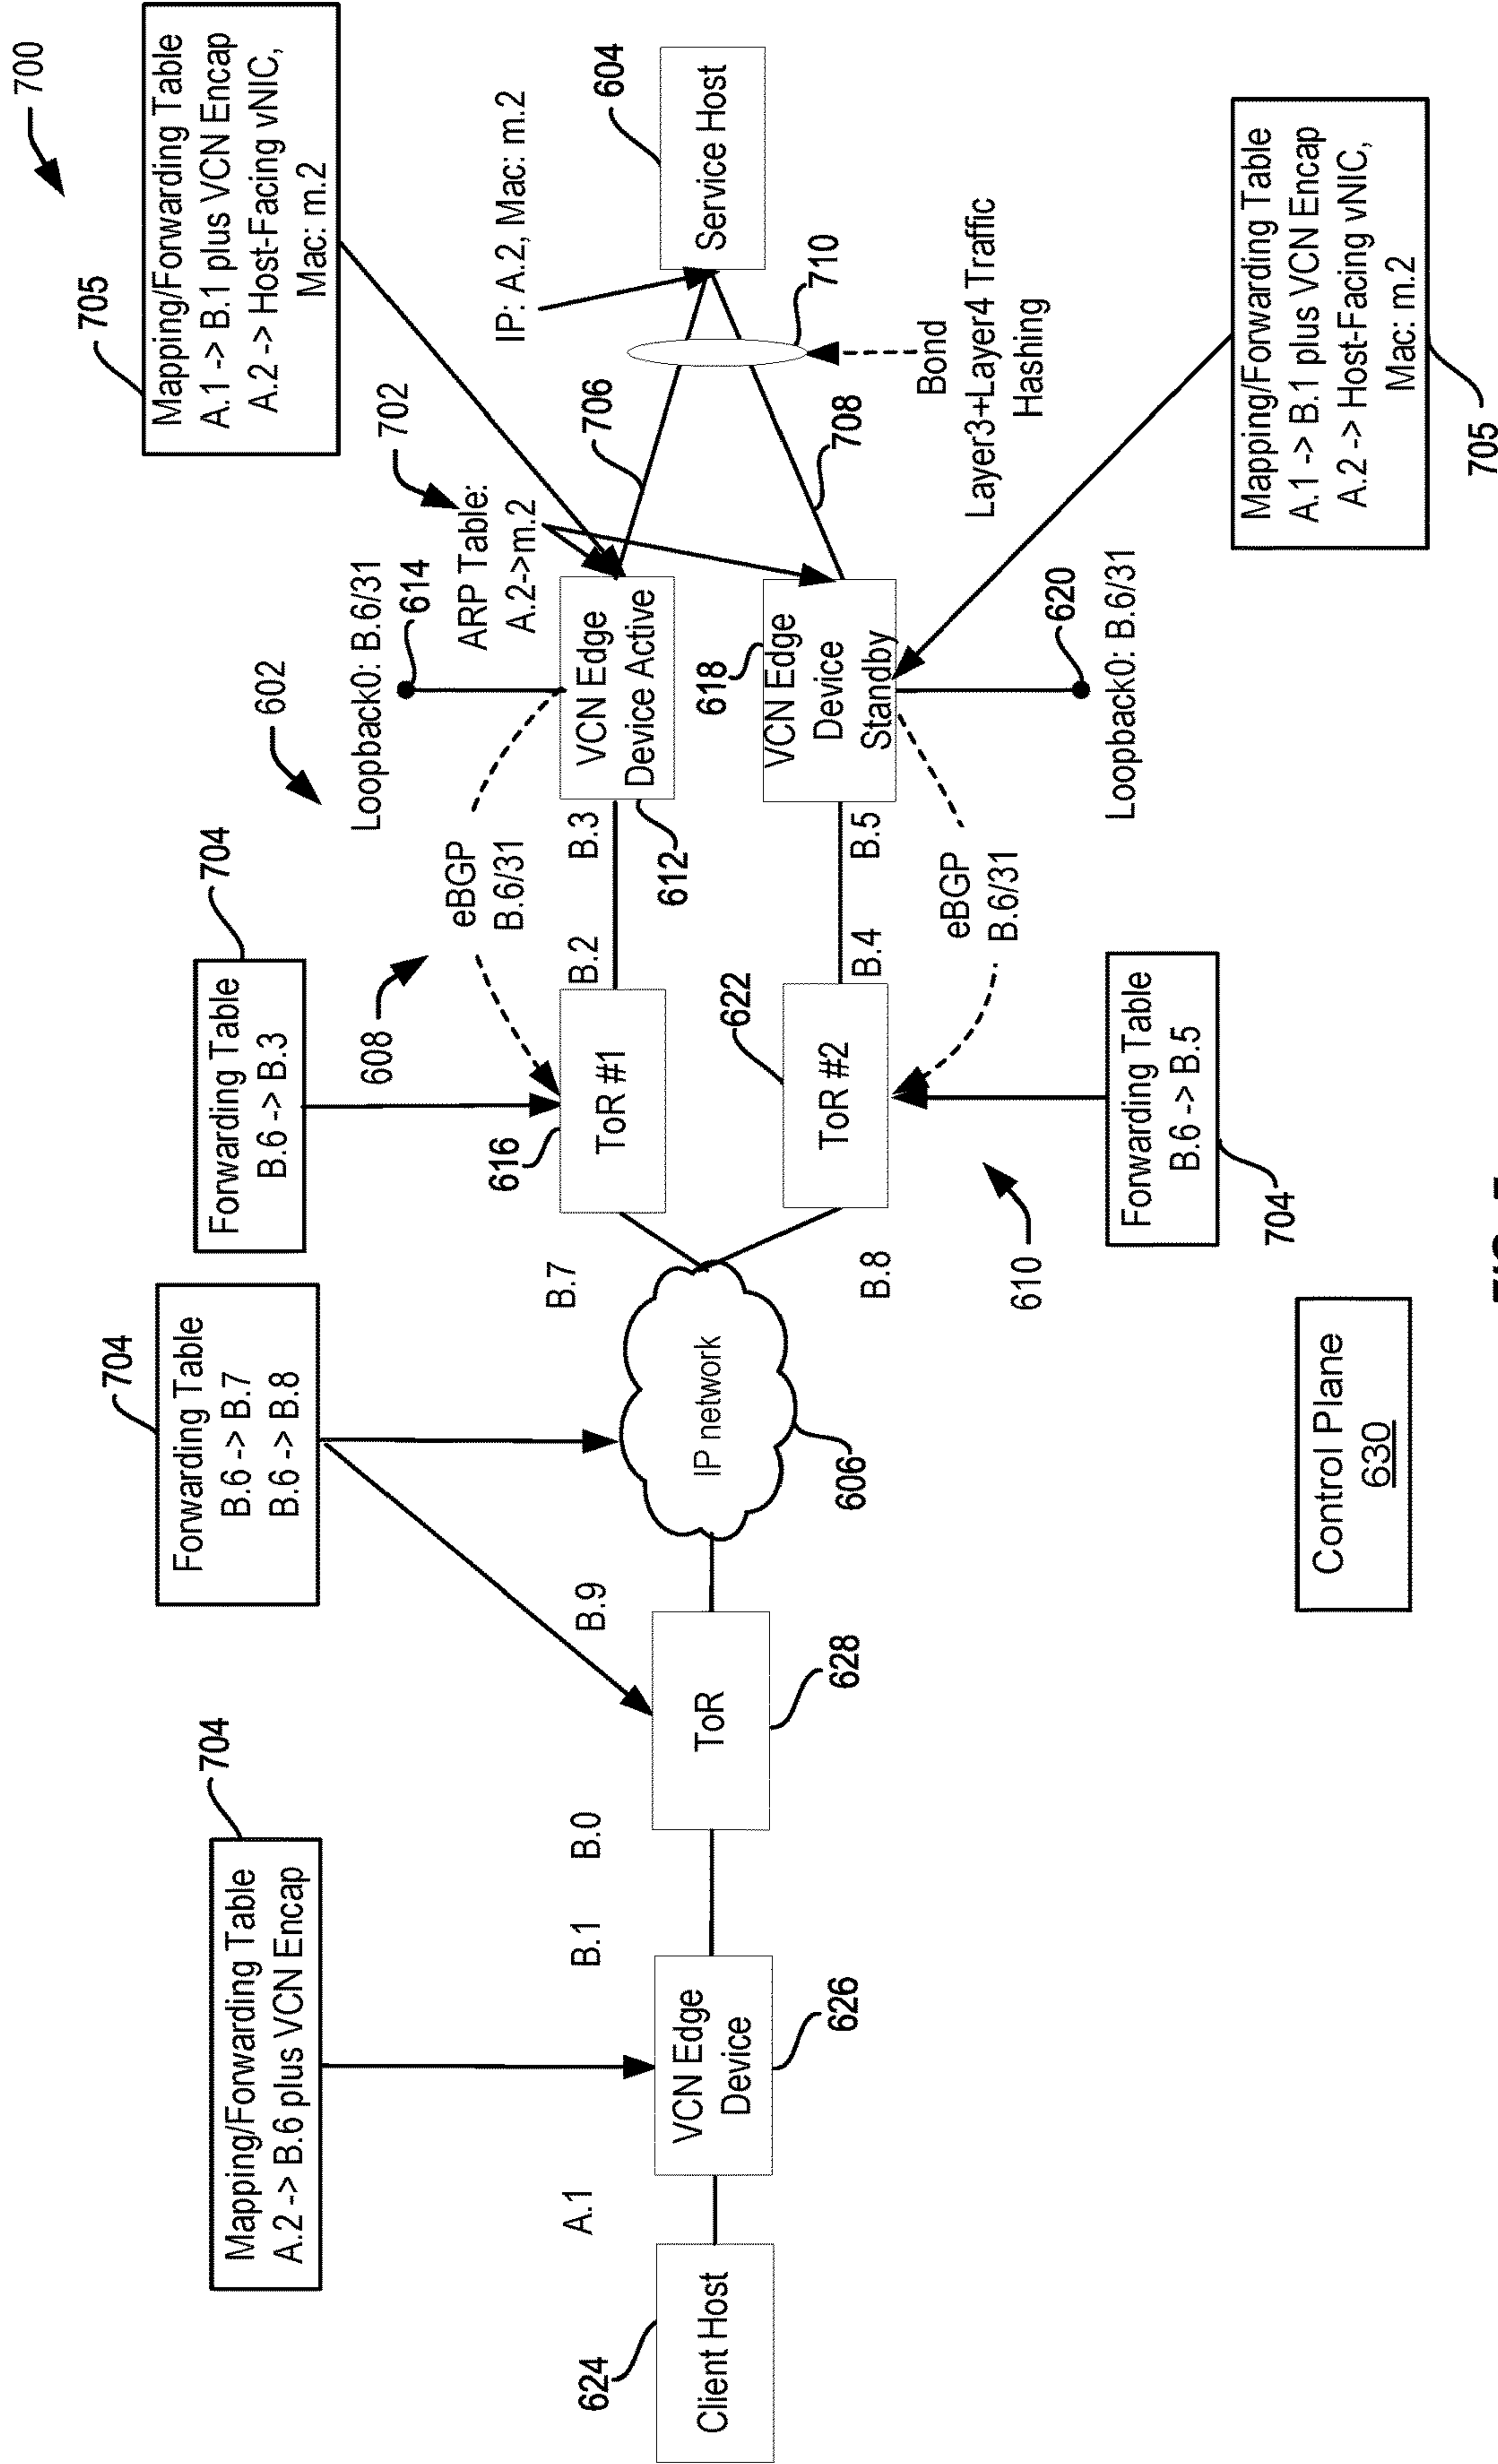 700
705
Mapping/Forwarding Table
A.1 -> B.1 plus VCN Encap
A.2 -> Host-Facing vNIC,
Mac: m.2
704
Mapping/Forwarding Table
A.2 -> B.6 plus VCN Encap
704
Forwarding Table
B.6 -> B.7
B.6 -> B.8
704
Forwarding Table
B.6 -> B.3
602
Loopback0: B.6/31
614
702
ARP Table:
A.2->m.2
608
eBGP
B.6/31
IP: A.2, Mac: m.2
706
604
624
Client Host
A.1
VCN Edge
Device
626
B.1
B.0
ToR
628
B.9
IP network
606
B.7
B.8
616
ToR #1
B.2
B.3
VCN Edge
Device Active
612
622
ToR #2
B.4
B.5
618
VCN Edge
Device
Standby
Service Host
708
710
Bond
Layer3+Layer4 Traffic
Hashing
eBGP
B.6/31
610
620
Loopback0: B.6/31
Forwarding Table
B.6 -> B.5
704
Mapping/Forwarding Table
A.1 -> B.1 plus VCN Encap
A.2 -> Host-Facing vNIC,
Mac: m.2
705
Control Plane
630